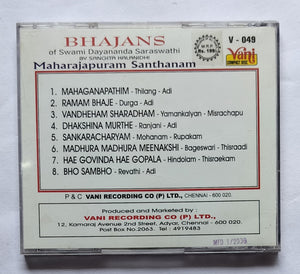 BHAJANS
V - 049
of Swami Dayananda Saraswathi
M.R.P.
Vani
BY SANGITA KALANIDHI
COMPACT DISC
Maharajapuram Santhanam
1 MAHAGANAPATHIM - Thilang - Adi
2 RAMAM BHAJE - Durga - Adi
3 VANDHEHAM SHARADHAM - Yamankalyan - Misrachapu
4 DHAKSHINA MURTHE - Ranjani - Adi
5 SANKARACHARYAM - Mohanam - Rupakam
6 MADHURA MADHURA MEENAKSHI - Bageswari - Thisraadi
7 HAE GOVINDA HAE GOPALA - Hindolam - Thisraekam
8 BHO SAMBHO - Revathi - Adi
P & C VANI RECORDING CO (P) LTD., CHENNAI - 600 020.
Produced and Marketed by :
VANI RECORDING CO (P) LTD.,
12, Kamaraj Avenue 2nd Street, Adyar, Chennai - 600 020.
Post Box No.2063. Tel : 4919483